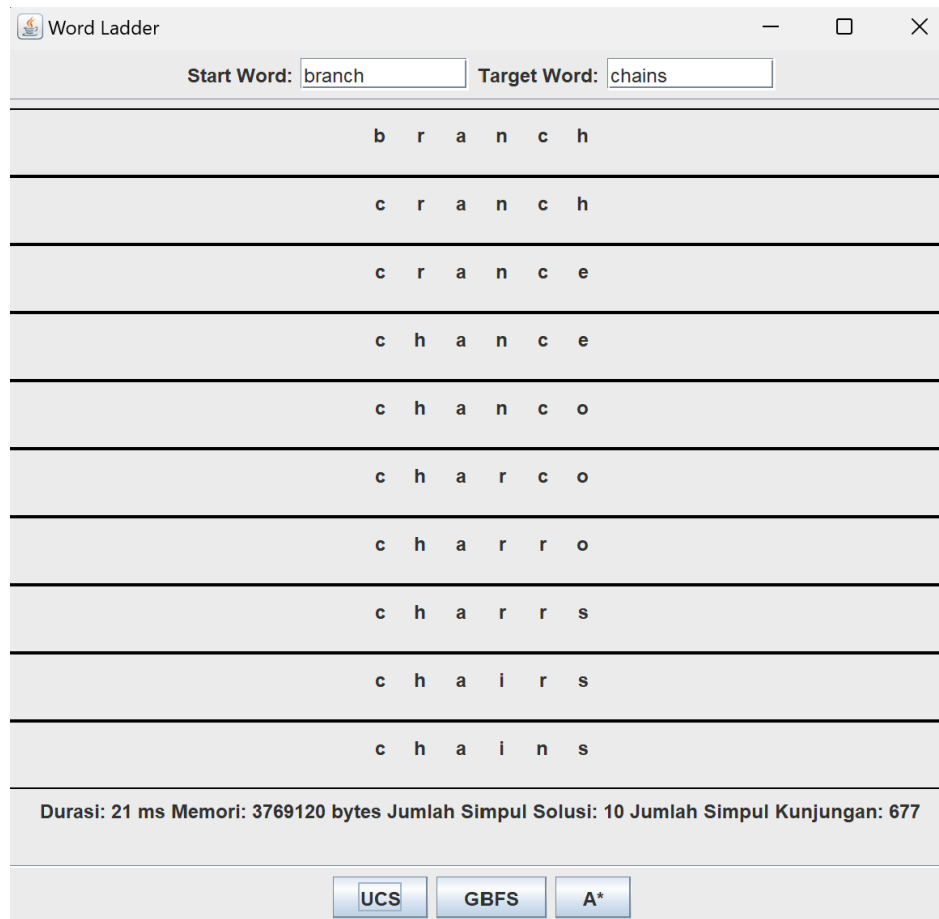 Word Ladder
Start Word: branch Target Word: chains
b r a n c h
c r a n c h
c r a n c e
c h a n c e
c h a n c o
c h a r c o
c h a r r o
c h a r r s
c h a i r s
c h a i n s
Durasi: 21 ms Memori: 3769120 bytes Jumlah Simpul Solusi: 10 Jumlah Simpul Kunjungan: 677
UCS GBFS A*